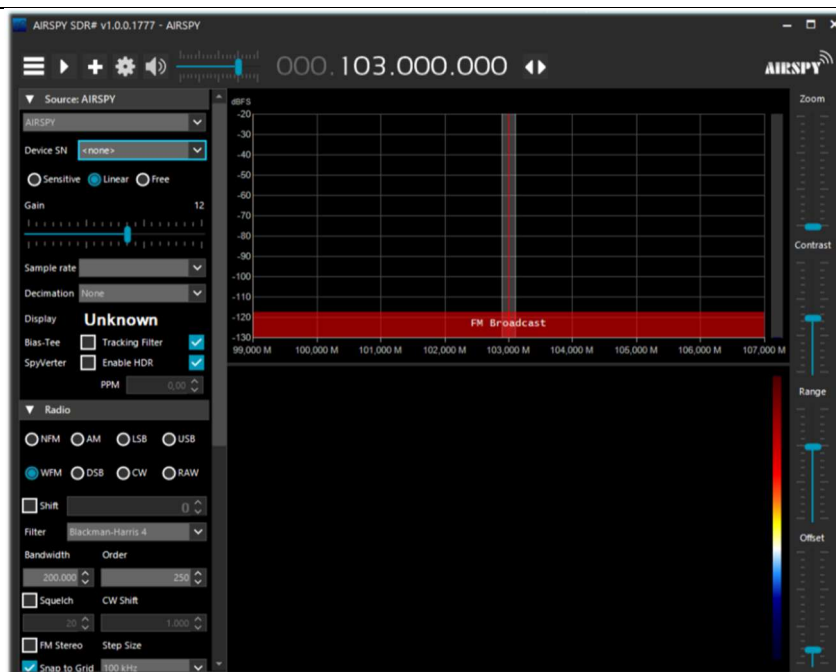 AIRSPY SDR# v1.0.0.1777 - AIRSPY
000.103.000.000
AIRSPY
Source: AIRSPY
AIRSPY
Device SN <none>
Sensitive Linear Free
Gain 12
Sample rate
Decimation None
Display Unknown
Bias-Tee Tracking Filter
SpyVerter Enable HDR
PPM 0,00
Radio
NFM AM LSB USB
WFM DSB CW RAW
Shift 0
Filter Blackman-Harris 4
Bandwidth Order
200.000 250
Squelch CW Shift
20 1.000
FM Stereo Step Size
Snap to Grid 100 kHz
dBFS
-20
-30
-40
-50
-60
-70
-80
-90
-100
-110
-120
-130
FM Broadcast
99,000 M 100,000 M 101,000 M 102,000 M 103,000 M 104,000 M 105,000 M 106,000 M 107,000 M
Zoom
Contrast
Range
Offset